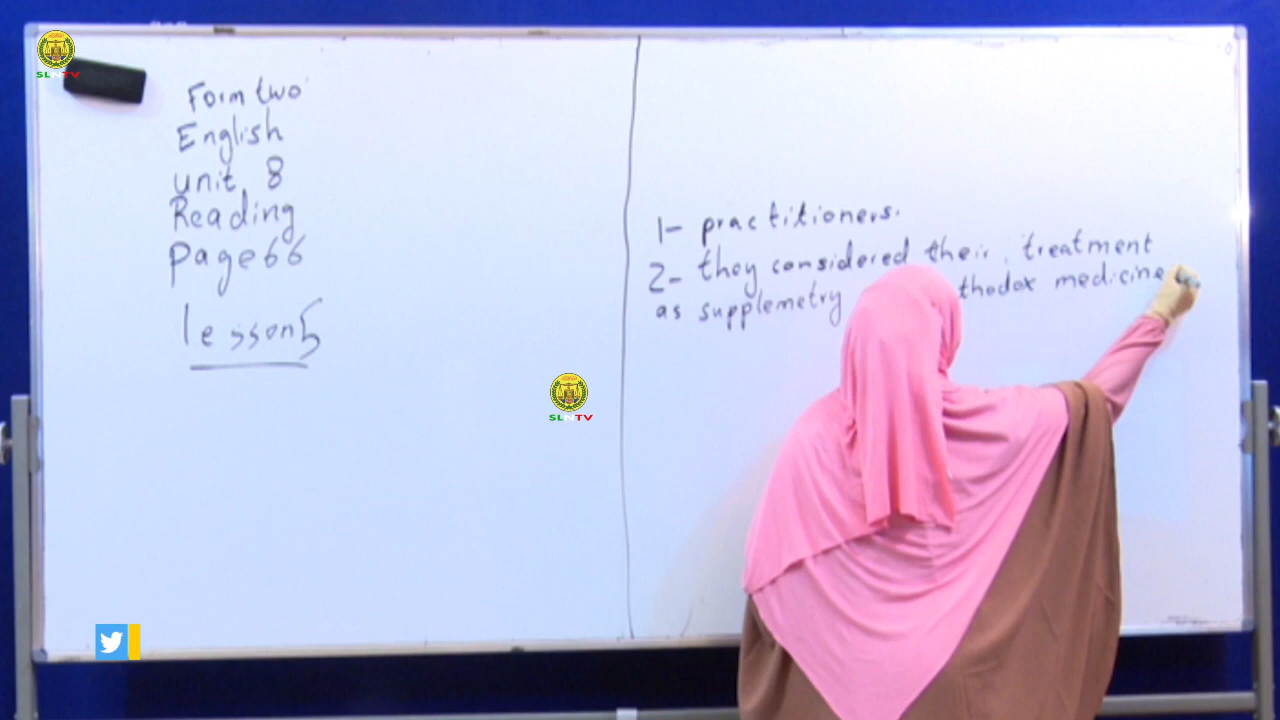 SLNTV
Form two
English
unit 8
Reading
Page 66
lesson 5
1- practitioners.
2- they considered their treatment
as supplemetry thodox medicine
SLNTV